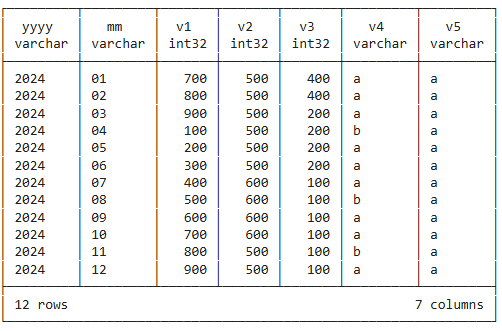 yyyy mm v1 v2 v3 v4 v5
varchar varchar int32 int32 int32 varchar varchar
2024 01 700 500 400 a a
2024 02 800 500 400 a a
2024 03 900 500 200 a a
2024 04 100 500 200 b a
2024 05 200 500 200 a a
2024 06 300 500 200 a a
2024 07 400 600 100 a a
2024 08 500 600 100 b a
2024 09 600 600 100 a a
2024 10 700 600 100 a a
2024 11 800 500 100 b a
2024 12 900 500 100 a a
12 rows 7 columns